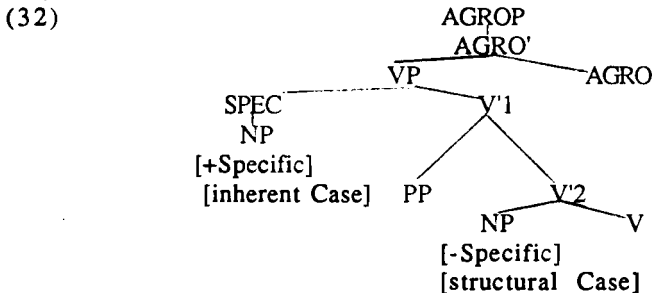 (32)
AGROP
AGRO'
VP AGRO
SPEC V'1
NP
[+Specific]
[inherent Case] PP V'2
NP V
[-Specific]
[structural Case]